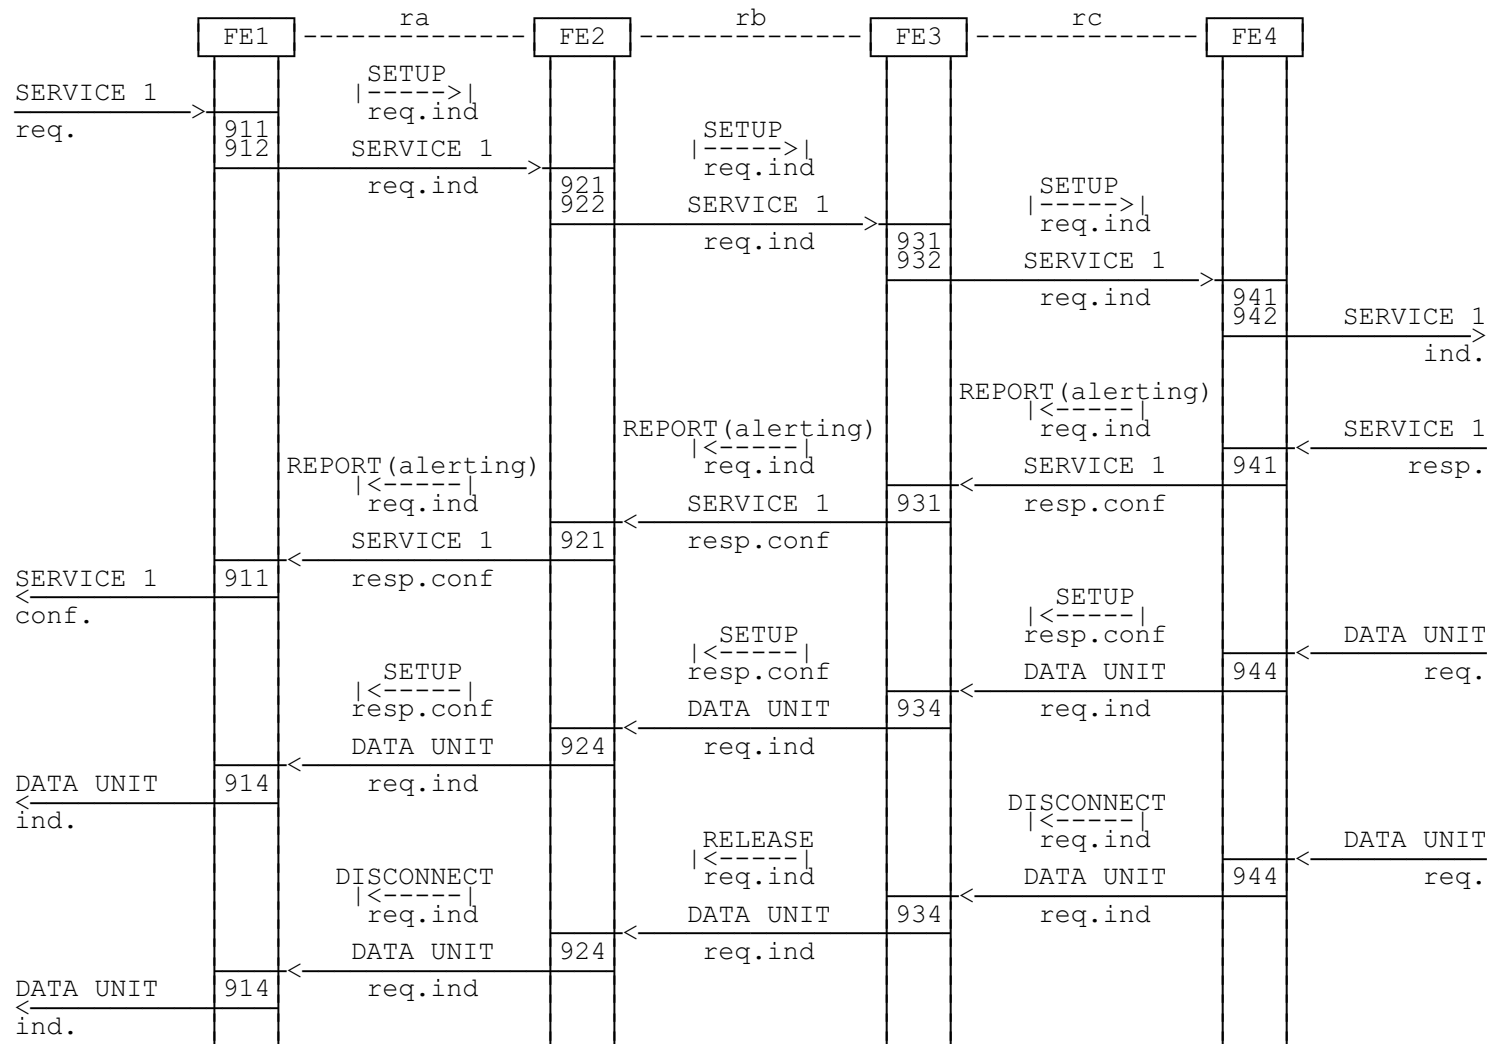 ra rb rc
FE1 FE2 FE3 FE4
SETUP
SERVICE 1
req.ind
req.
911
SETUP
912 SERVICE 1
req.ind
req.ind
921
SETUP
922 SERVICE 1
req.ind
req.ind
931
932 SERVICE 1
req.ind
941
942 SERVICE 1
ind.
REPORT(alerting)
REPORT(alerting) req.ind SERVICE 1
REPORT(alerting) req.ind SERVICE 1 941 resp.
req.ind SERVICE 1 931 resp.conf
SERVICE 1 921 resp.conf
SERVICE 1 911 resp.conf
SETUP
conf.
SETUP resp.conf DATA UNIT
SETUP resp.conf DATA UNIT 944 req.
resp.conf DATA UNIT 934 req.ind
DATA UNIT 924 req.ind
DATA UNIT 914 req.ind
DISCONNECT
ind.
RELEASE req.ind DATA UNIT
DISCONNECT req.ind DATA UNIT 944 req.
req.ind DATA UNIT 934 req.ind
DATA UNIT 924 req.ind
DATA UNIT 914 req.ind
ind.